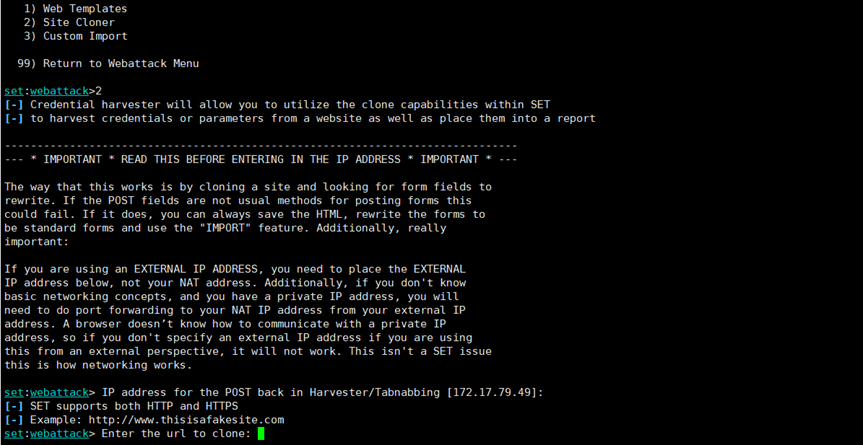 1) Web Templates
2) Site Cloner
3) Custom Import
99) Return to Webattack Menu
set:webattack>2
[-] Credential harvester will allow you to utilize the clone capabilities within SET
[-] to harvest credentials or parameters from a website as well as place them into a report
-------------------------------------------------------------------------------
--- * IMPORTANT * READ THIS BEFORE ENTERING IN THE IP ADDRESS * IMPORTANT * ---
The way that this works is by cloning a site and looking for form fields to
rewrite. If the POST fields are not usual methods for posting forms this
could fail. If it does, you can always save the HTML, rewrite the forms to
be standard forms and use the "IMPORT" feature. Additionally, really
important:
If you are using an EXTERNAL IP ADDRESS, you need to place the EXTERNAL
IP address below, not your NAT address. Additionally, if you don't know
basic networking concepts, and you have a private IP address, you will
need to do port forwarding to your NAT IP address from your external IP
address. A browser doesn’t know how to communicate with a private IP
address, so if you don't specify an external IP address if you are using
this from an external perspective, it will not work. This isn't a SET issue
this is how networking works.
set:webattack> IP address for the POST back in Harvester/Tabnabbing [172.17.79.49]:
[-] SET supports both HTTP and HTTPS
[-] Example: http://www.thisisafakesite.com
set:webattack> Enter the url to clone: